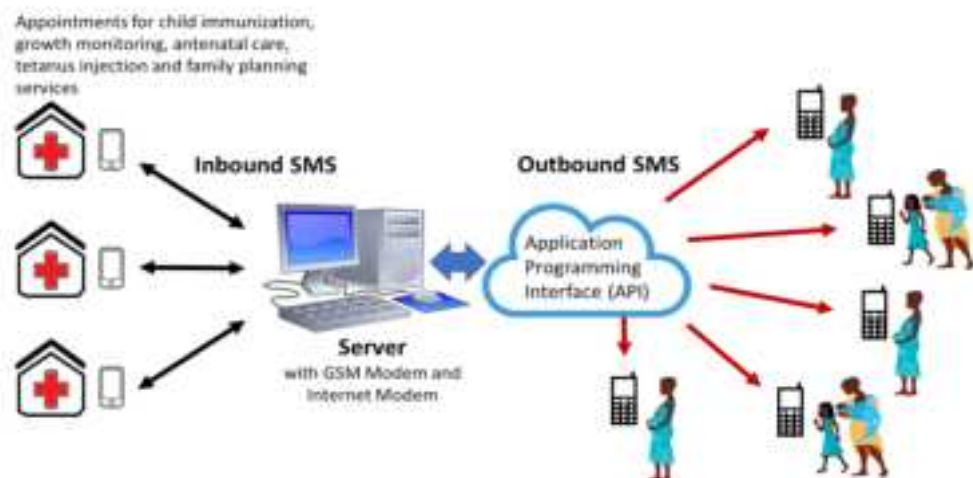 Appointments for child immunization,
growth monitoring, antenatal care,
tetanus injection and family planning
services
Inbound SMS
Outbound SMS
Application
Programming
Interface (API)
Server
with GSM Modem and
Internet Modem